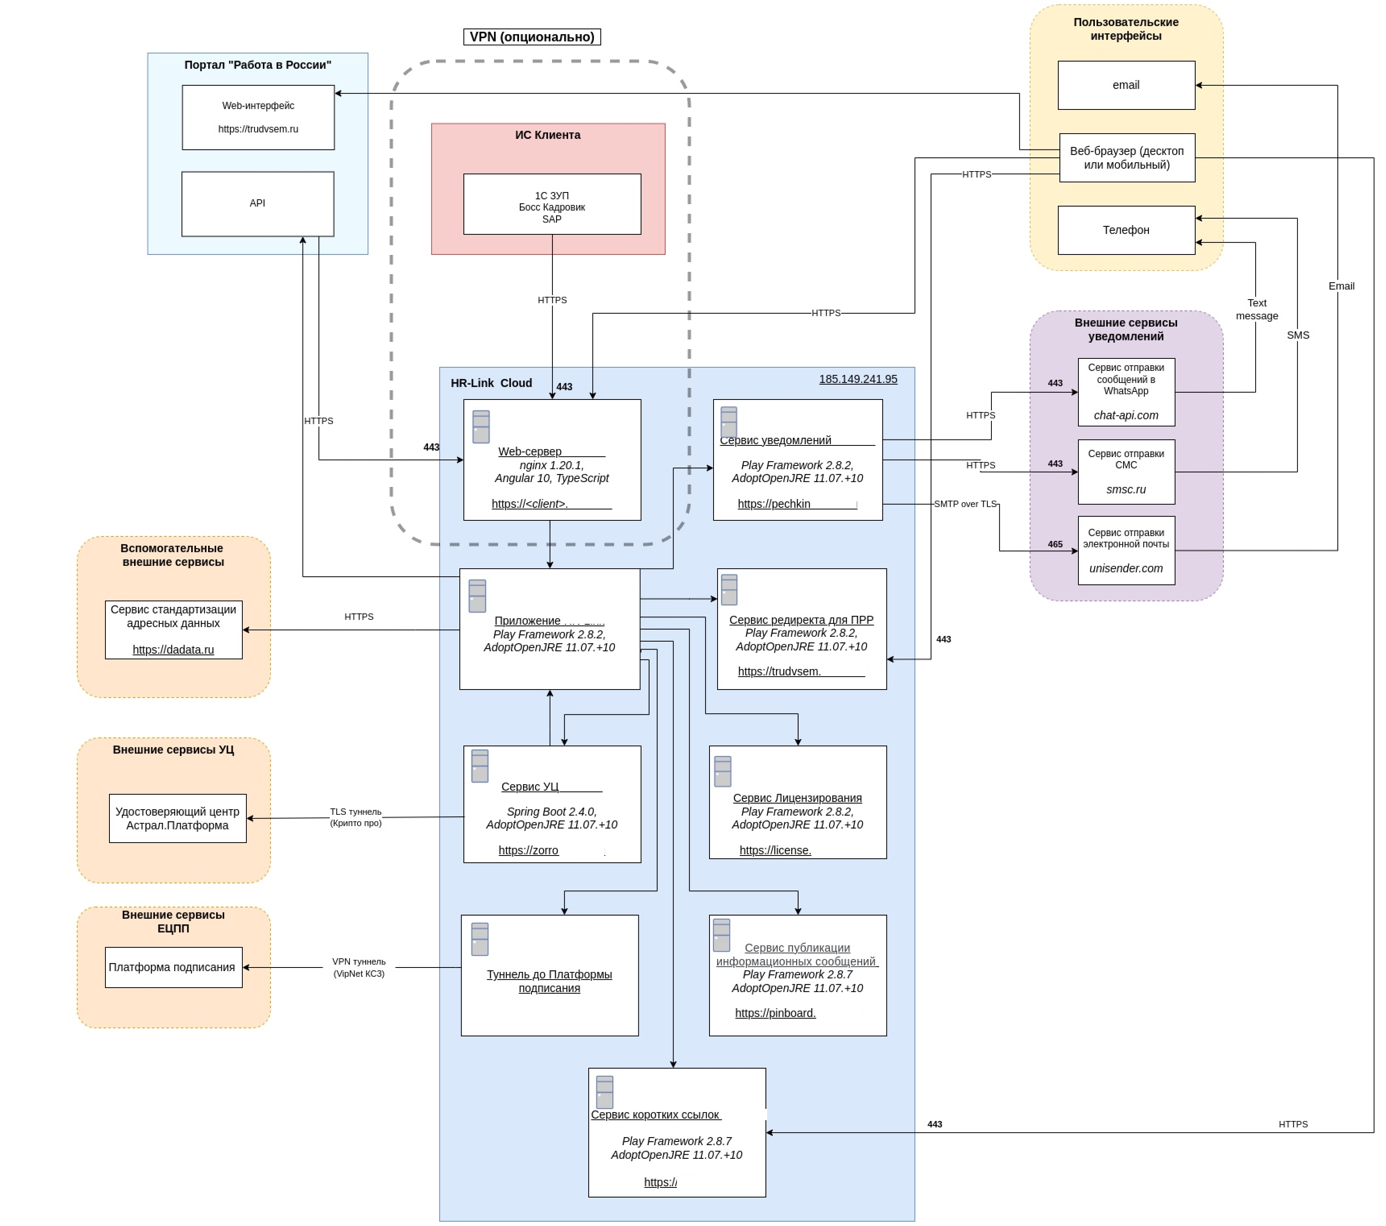 VPN (опционально)
Портал "Работа в России"
Web-интерфейс
https://trudvsem.ru
API
ИС Клиента
1С ЗУП
Босс Кадровик
SAP
Пользовательские
интерфейсы
email
Веб-браузер (десктоп
или мобильный)
Телефон
HTTPS
HTTPS
HTTPS
HTTPS
Email
Text
message
SMS
Внешние сервисы
уведомлений
Сервис отправки
сообщений в
WhatsApp
chat-api.com
Сервис отправки
СМС
smsc.ru
Сервис отправки
электронной почты
unisender.com
443
443
465
HTTPS
HTTPS
SMTP over TLS
HR-Link Cloud
185.149.241.95
443
443
Web-сервер
nginx 1.20.1,
Angular 10, TypeScript
https://<client>.
Сервис уведомлений
Play Framework 2.8.2,
AdoptOpenJRE 11.07.+10
https://pechkin
Вспомогательные
внешние сервисы
Сервис стандартизации
адресных данных
https://dadata.ru
HTTPS
Приложение
Play Framework 2.8.2,
AdoptOpenJRE 11.07.+10
Сервис редиректа для ПРР
Play Framework 2.8.2,
AdoptOpenJRE 11.07.+10
https://trudvsem.
443
Внешние сервисы УЦ
Удостоверяющий центр
Астрал.Платформа
TLS туннель
(Крипто про)
Сервис УЦ
Spring Boot 2.4.0,
AdoptOpenJRE 11.07.+10
https://zorro
Сервис Лицензирования
Play Framework 2.8.2,
AdoptOpenJRE 11.07.+10
https://license.
Внешние сервисы
ЕЦПП
Платформа подписания
VPN туннель
(VipNet КС3)
Туннель до Платформы
подписания
Сервис публикации
информационных сообщений
Play Framework 2.8.7
AdoptOpenJRE 11.07.+10
https://pinboard.
Сервис коротких ссылок
Play Framework 2.8.7
AdoptOpenJRE 11.07.+10
https://
443
HTTPS